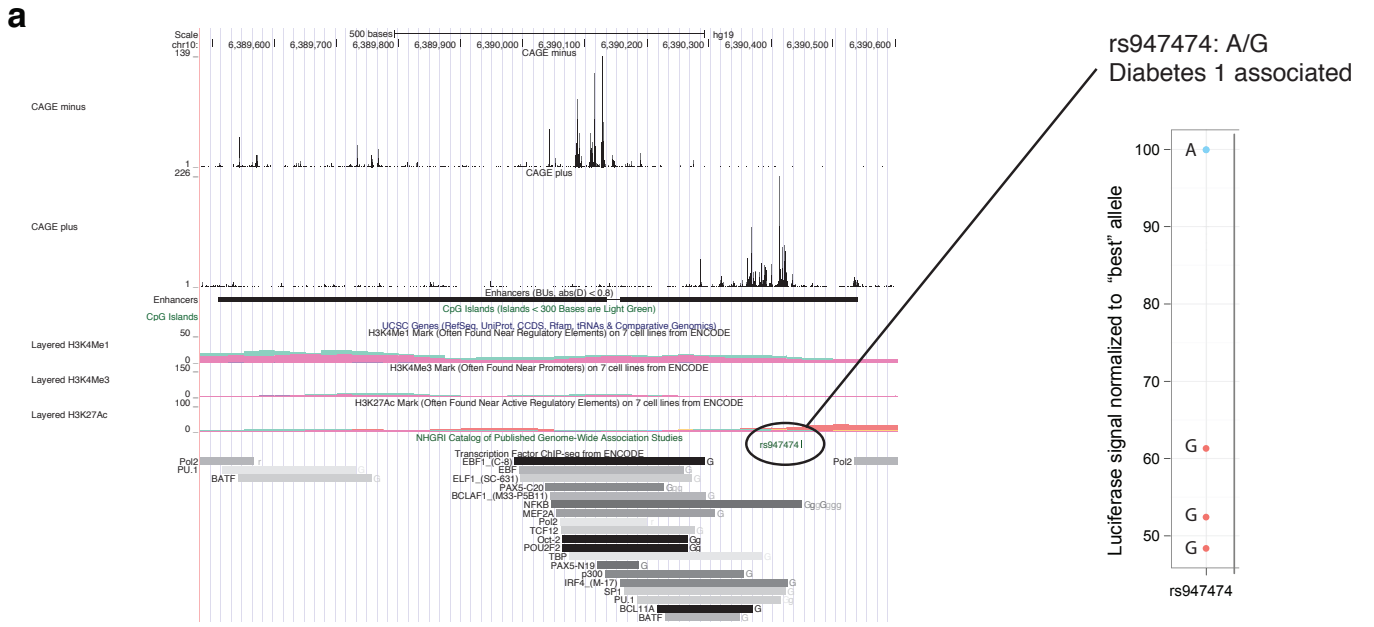 a
Scale
500 bases
hg19
chr10:
6,389,600
6,389,700
6,389,800
6,389,900
6,390,000
6,390,100
6,390,200
6,390,300
6,390,400
6,390,500
6,390,600
CAGE minus
139
CAGE minus
1
CAGE plus
226
CAGE plus
1
Enhancers (BUs, abs(D) < 0.8)
Enhancers
CpG Islands (Islands < 300 Bases are Light Green)
CpG Islands
UCSC Genes (RefSeq, UniProt, CCDS, Rfam, tRNAs & Comparative Genomics)
H3K4Me1 Mark (Often Found Near Regulatory Elements) on 7 cell lines from ENCODE
50
Layered H3K4Me1
0
H3K4Me3 Mark (Often Found Near Promoters) on 7 cell lines from ENCODE
150
Layered H3K4Me3
0
H3K27Ac Mark (Often Found Near Active Regulatory Elements) on 7 cell lines from ENCODE
100
Layered H3K27Ac
0
NHGRI Catalog of Published Genome-Wide Association Studies
rs947474
Transcription Factor ChIP-seq from ENCODE
Pol2 r
EBF1_(C-8) G
Pol2
PU.1 G
EBF G
BATF G
ELF1_(SC-631) G
PAX5-C20 Ggg
BCLAF1_(M33-P5B11) G
NFKB GggGggg
MEF2A G
Pol2 r
TCF12 G
Oct-2 Gg
POU2F2 Gg
TBP G
PAX5-N19 G
p300 G
IRF4_(M-17) G
SP1 G
PU.1 Gg
BCL11A G
BATF G
rs947474: A/G
Diabetes 1 associated
Luciferase signal normalized to "best" allele
100
90
80
70
60
50
A
G
G
G
rs947474